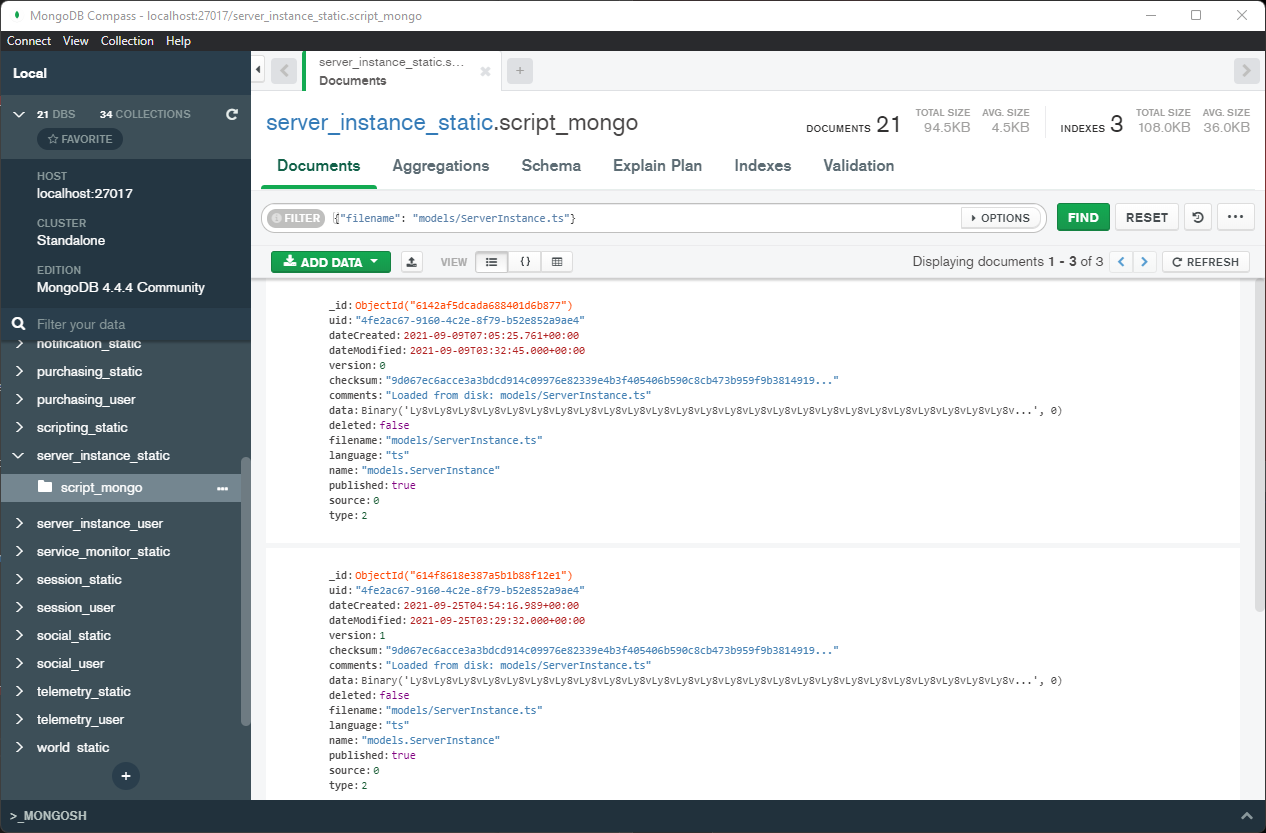 MongoDB Compass - localhost:27017/server_instance_static.script_mongo
Connect View Collection Help
Local
21 DBS 34 COLLECTIONS
FAVORITE
HOST
localhost:27017
CLUSTER
Standalone
EDITION
MongoDB 4.4.4 Community
Filter your data
notification_static
purchasing_static
purchasing_user
scripting_static
server_instance_static
script_mongo
server_instance_user
service_monitor_static
session_static
session_user
social_static
social_user
telemetry_static
telemetry_user
world_static
+
server_instance_static.s...
Documents
+
server_instance_static.script_mongo
DOCUMENTS 21
TOTAL SIZE 94.5KB
AVG. SIZE 4.5KB
INDEXES 3
TOTAL SIZE 108.0KB
AVG. SIZE 36.0KB
Documents Aggregations Schema Explain Plan Indexes Validation
FILTER {"filename": "models/ServerInstance.ts"} OPTIONS FIND RESET
ADD DATA VIEW {} Displaying documents 1 - 3 of 3 REFRESH
_id: ObjectId("6142af5dcada688401d6b877")
uid: "4fe2ac67-9160-4c2e-8f79-b52e852a9ae4"
dateCreated: 2021-09-09T07:05:25.761+00:00
dateModified: 2021-09-09T03:32:45.000+00:00
version: 0
checksum: "9d067ec6acce3a3bdcd914c09976e82339e4b3f405406b590c8cb473b959f9b3814919..."
comments: "Loaded from disk: models/ServerInstance.ts"
data: Binary('Ly8vLy8vLy8vLy8vLy8vLy8vLy8vLy8vLy8vLy8vLy8vLy8vLy8vLy8vLy8vLy8vLy8vLy8vLy8vLy8vLy8vLy8vLy8vLy8vLy8v...', 0)
deleted: false
filename: "models/ServerInstance.ts"
language: "ts"
name: "models.ServerInstance"
published: true
source: 0
type: 2
_id: ObjectId("614f8618e387a5b1b88f12e1")
uid: "4fe2ac67-9160-4c2e-8f79-b52e852a9ae4"
dateCreated: 2021-09-25T04:54:16.989+00:00
dateModified: 2021-09-25T03:29:32.000+00:00
version: 1
checksum: "9d067ec6acce3a3bdcd914c09976e82339e4b3f405406b590c8cb473b959f9b3814919..."
comments: "Loaded from disk: models/ServerInstance.ts"
data: Binary('Ly8vLy8vLy8vLy8vLy8vLy8vLy8vLy8vLy8vLy8vLy8vLy8vLy8vLy8vLy8vLy8vLy8vLy8vLy8vLy8vLy8vLy8vLy8vLy8vLy8v...', 0)
deleted: false
filename: "models/ServerInstance.ts"
language: "ts"
name: "models.ServerInstance"
published: true
source: 0
type: 2
>_MONGOSH